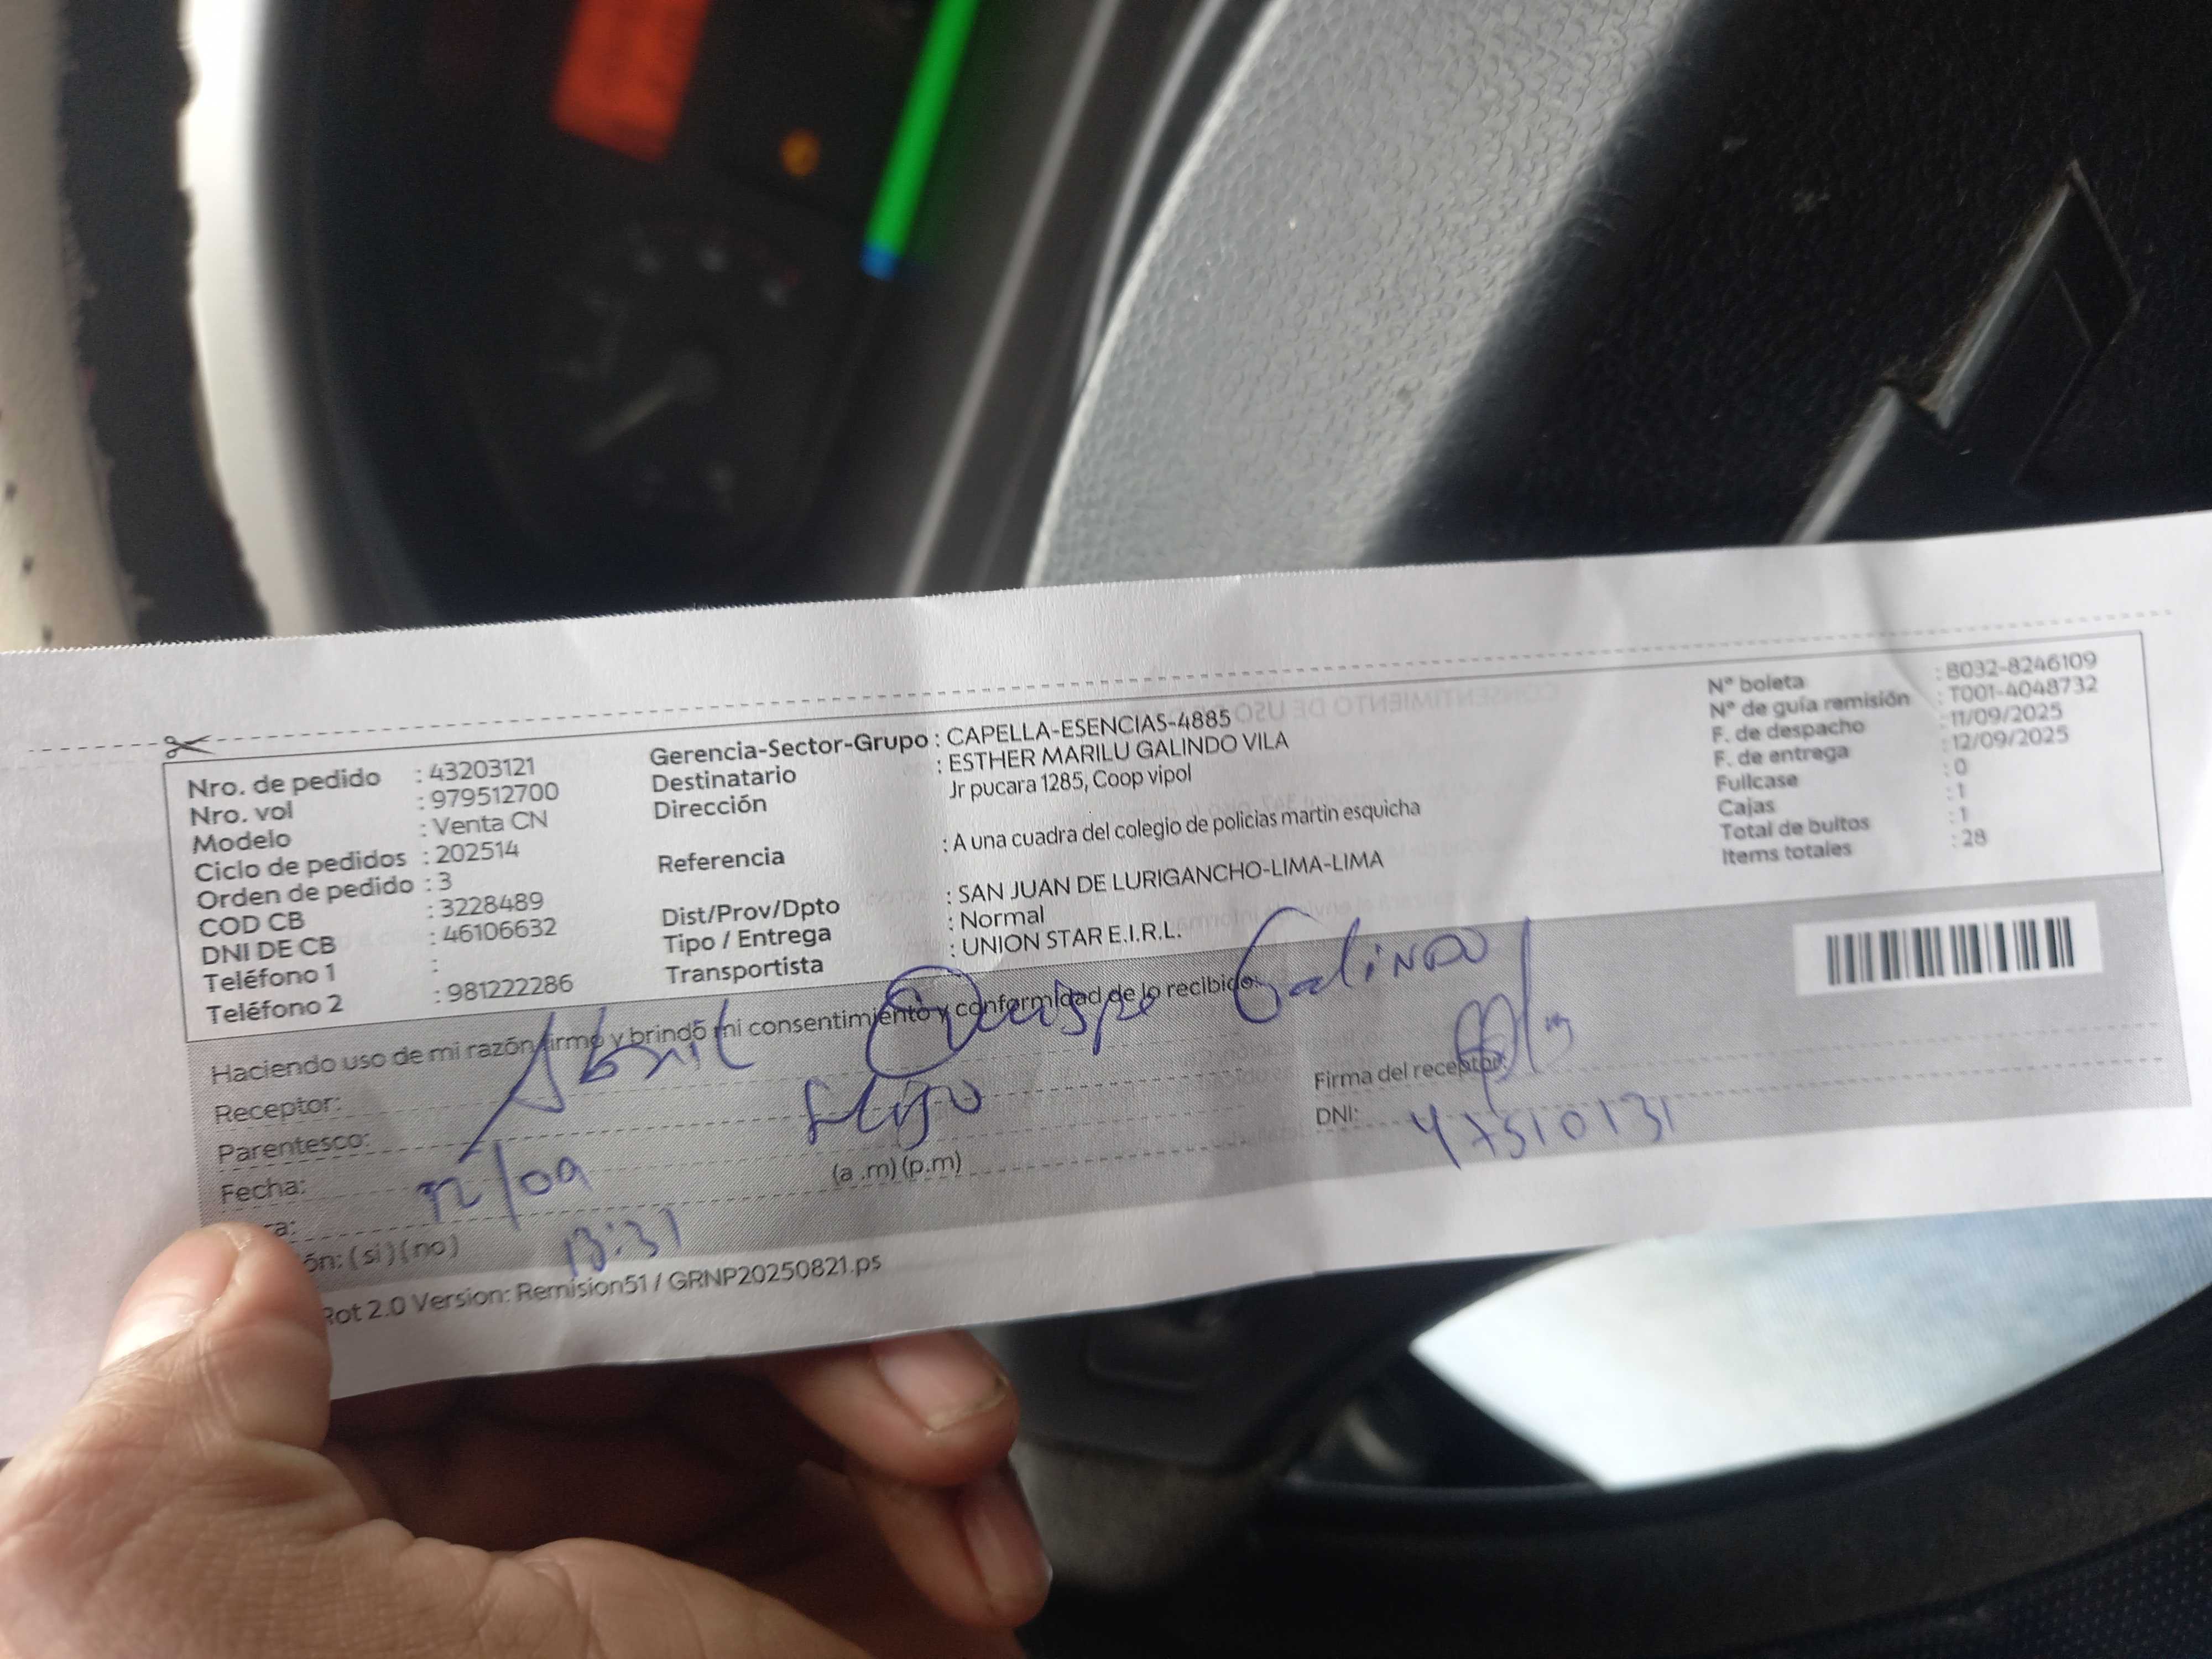 Nro. de pedido : 43203121
Nro. vol : 979512700
Modelo : Venta CN
Ciclo de pedidos : 202514
Orden de pedido : 3
COD CB : 3228489
DNI DE CB : 46106632
Teléfono 1 :
Teléfono 2 : 981222286
Gerencia-Sector-Grupo : CAPELLA-ESENCIAS-4885
Destinatario : ESTHER MARILU GALINDO VILA
Dirección : Jr pucara 1285, Coop vipol
Referencia : A una cuadra del colegio de policias martin esquicha
Dist/Prov/Dpto : SAN JUAN DE LURIGANCHO-LIMA-LIMA
Tipo / Entrega : Normal
Transportista : UNION STAR E.I.R.L.
N° boleta : B032-8246109
N° de guía remisión : T001-4048732
F. de despacho : 11/09/2025
F. de entrega : 12/09/2025
Fullcase : 0
Cajas : 1
Total de bultos : 1
Items totales : 28
Haciendo uso de mi razón firmo y brindo mi consentimiento y conformidad de lo recibido:
Receptor: Abril Quispe Galindo
Parentesco: Hijo
Fecha: 12/09
a: 13:31 (a .m) (p.m)
ón: (si) (no)
Firma del receptor:
DNI: 47510131
Rot 2.0 Version: Remision51 / GRNP20250821.ps